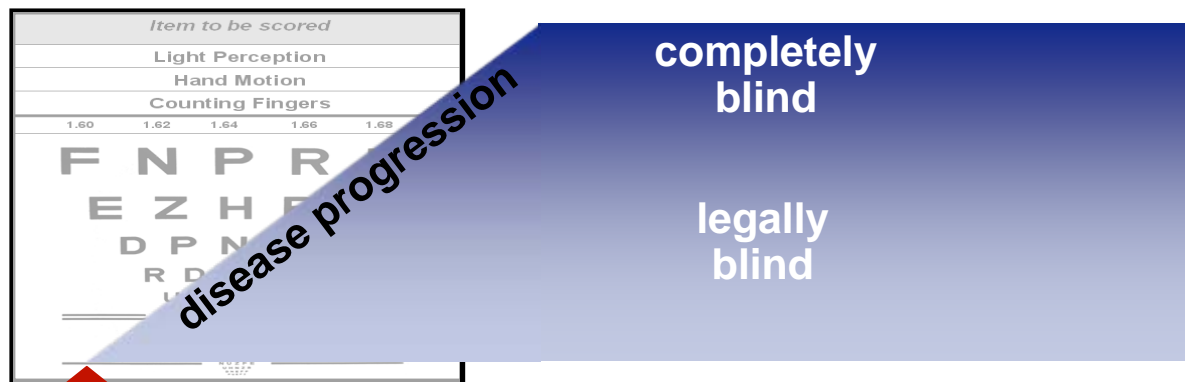 Item to be scored
Light Perception
Hand Motion
Counting Fingers
1.60 1.62 1.64 1.66 1.68
F N P R
E Z H
D P N
R D
disease progression
completely
blind
legally
blind